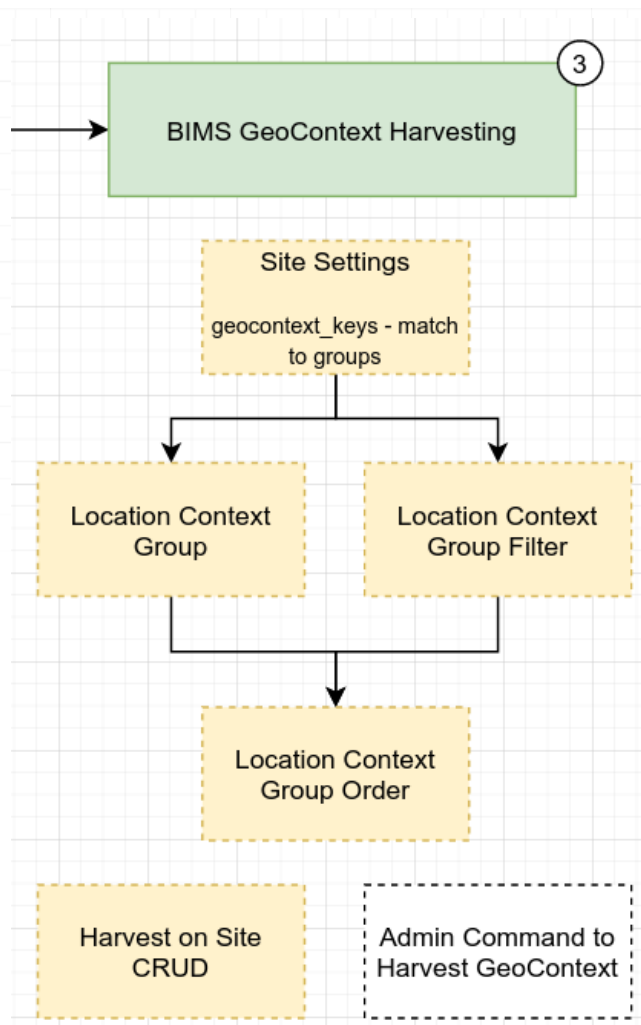 3
BIMS GeoContext Harvesting
Site Settings
geocontext_keys - match
to groups
Location Context
Group
Location Context
Group Filter
Location Context
Group Order
Harvest on Site
CRUD
Admin Command to
Harvest GeoContext